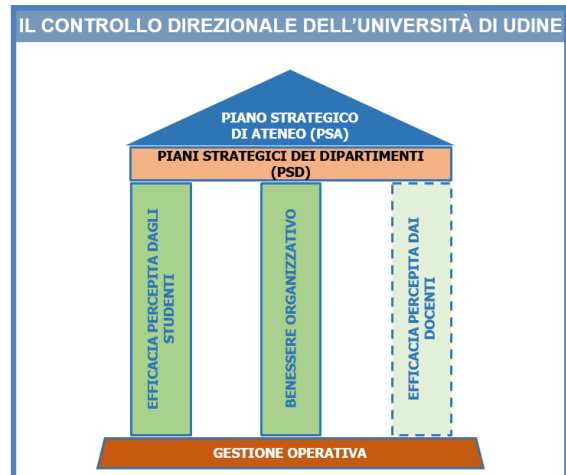 IL CONTROLLO DIREZIONALE DELL'UNIVERSITÀ DI UDINE
PIANO STRATEGICO
DI ATENEO (PSA)
PIANI STRATEGICI DEI DIPARTIMENTI
(PSD)
EFFICACIA PERCEPITA DAGLI
STUDENTI
BENESSERE ORGANIZZATIVO
EFFICACIA PERCEPITA DAI
DOCENTI
GESTIONE OPERATIVA